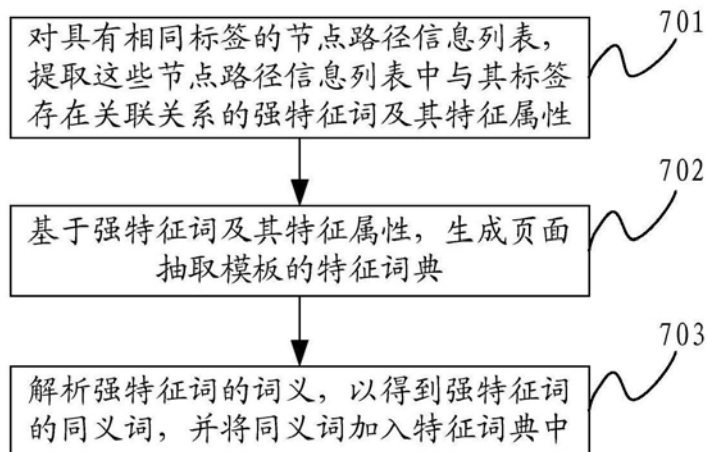 对具有相同标签的节点路径信息列表，
提取这些节点路径信息列表中与其标签
存在关联关系的强特征词及其特征属性
701
基于强特征词及其特征属性，生成页面
抽取模板的特征词典
702
解析强特征词的词义，以得到强特征词
的同义词，并将同义词加入特征词典中
703